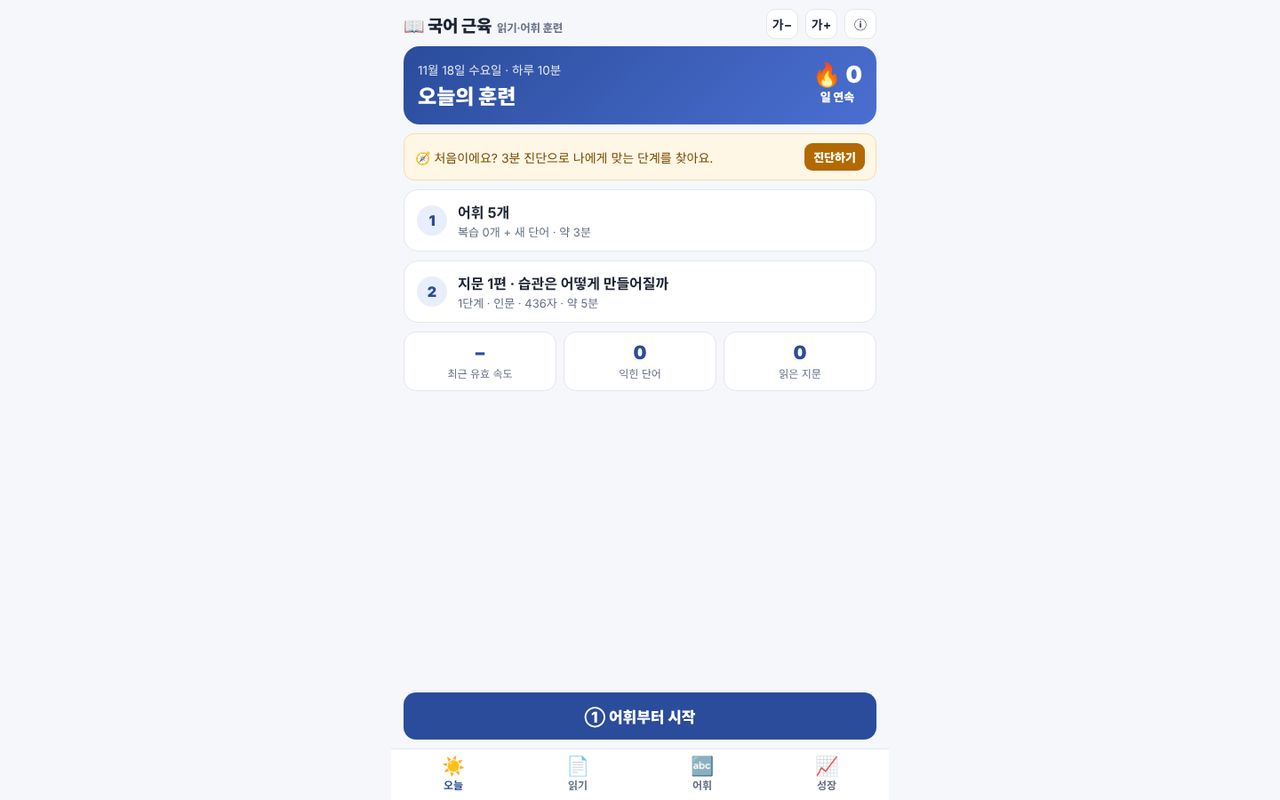 국어 근육 읽기·어휘 훈련
가− 가+ ⓘ
11월 18일 수요일 · 하루 10분
오늘의 훈련
0
일 연속
처음이에요? 3분 진단으로 나에게 맞는 단계를 찾아요.
진단하기
1
어휘 5개
복습 0개 + 새 단어 · 약 3분
2
지문 1편 · 습관은 어떻게 만들어질까
1단계 · 인문 · 436자 · 약 5분
–
최근 유효 속도
0
익힌 단어
0
읽은 지문
① 어휘부터 시작
오늘
읽기
abc
어휘
성장